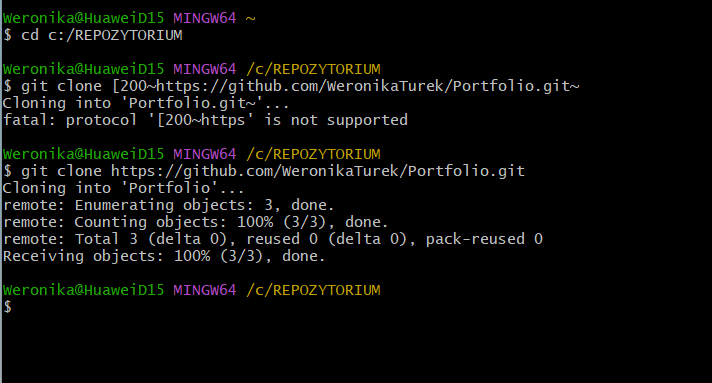 Weronika@HuaweiD15 MINGW64 ~
$ cd c:/REPOZYTORIUM
Weronika@HuaweiD15 MINGW64 /c/REPOZYTORIUM
$ git clone [200~https://github.com/WeronikaTurek/Portfolio.git~
Cloning into 'Portfolio.git~'...
fatal: protocol '[200~https' is not supported
Weronika@HuaweiD15 MINGW64 /c/REPOZYTORIUM
$ git clone https://github.com/WeronikaTurek/Portfolio.git
Cloning into 'Portfolio'...
remote: Enumerating objects: 3, done.
remote: Counting objects: 100% (3/3), done.
remote: Total 3 (delta 0), reused 0 (delta 0), pack-reused 0
Receiving objects: 100% (3/3), done.
Weronika@HuaweiD15 MINGW64 /c/REPOZYTORIUM
$